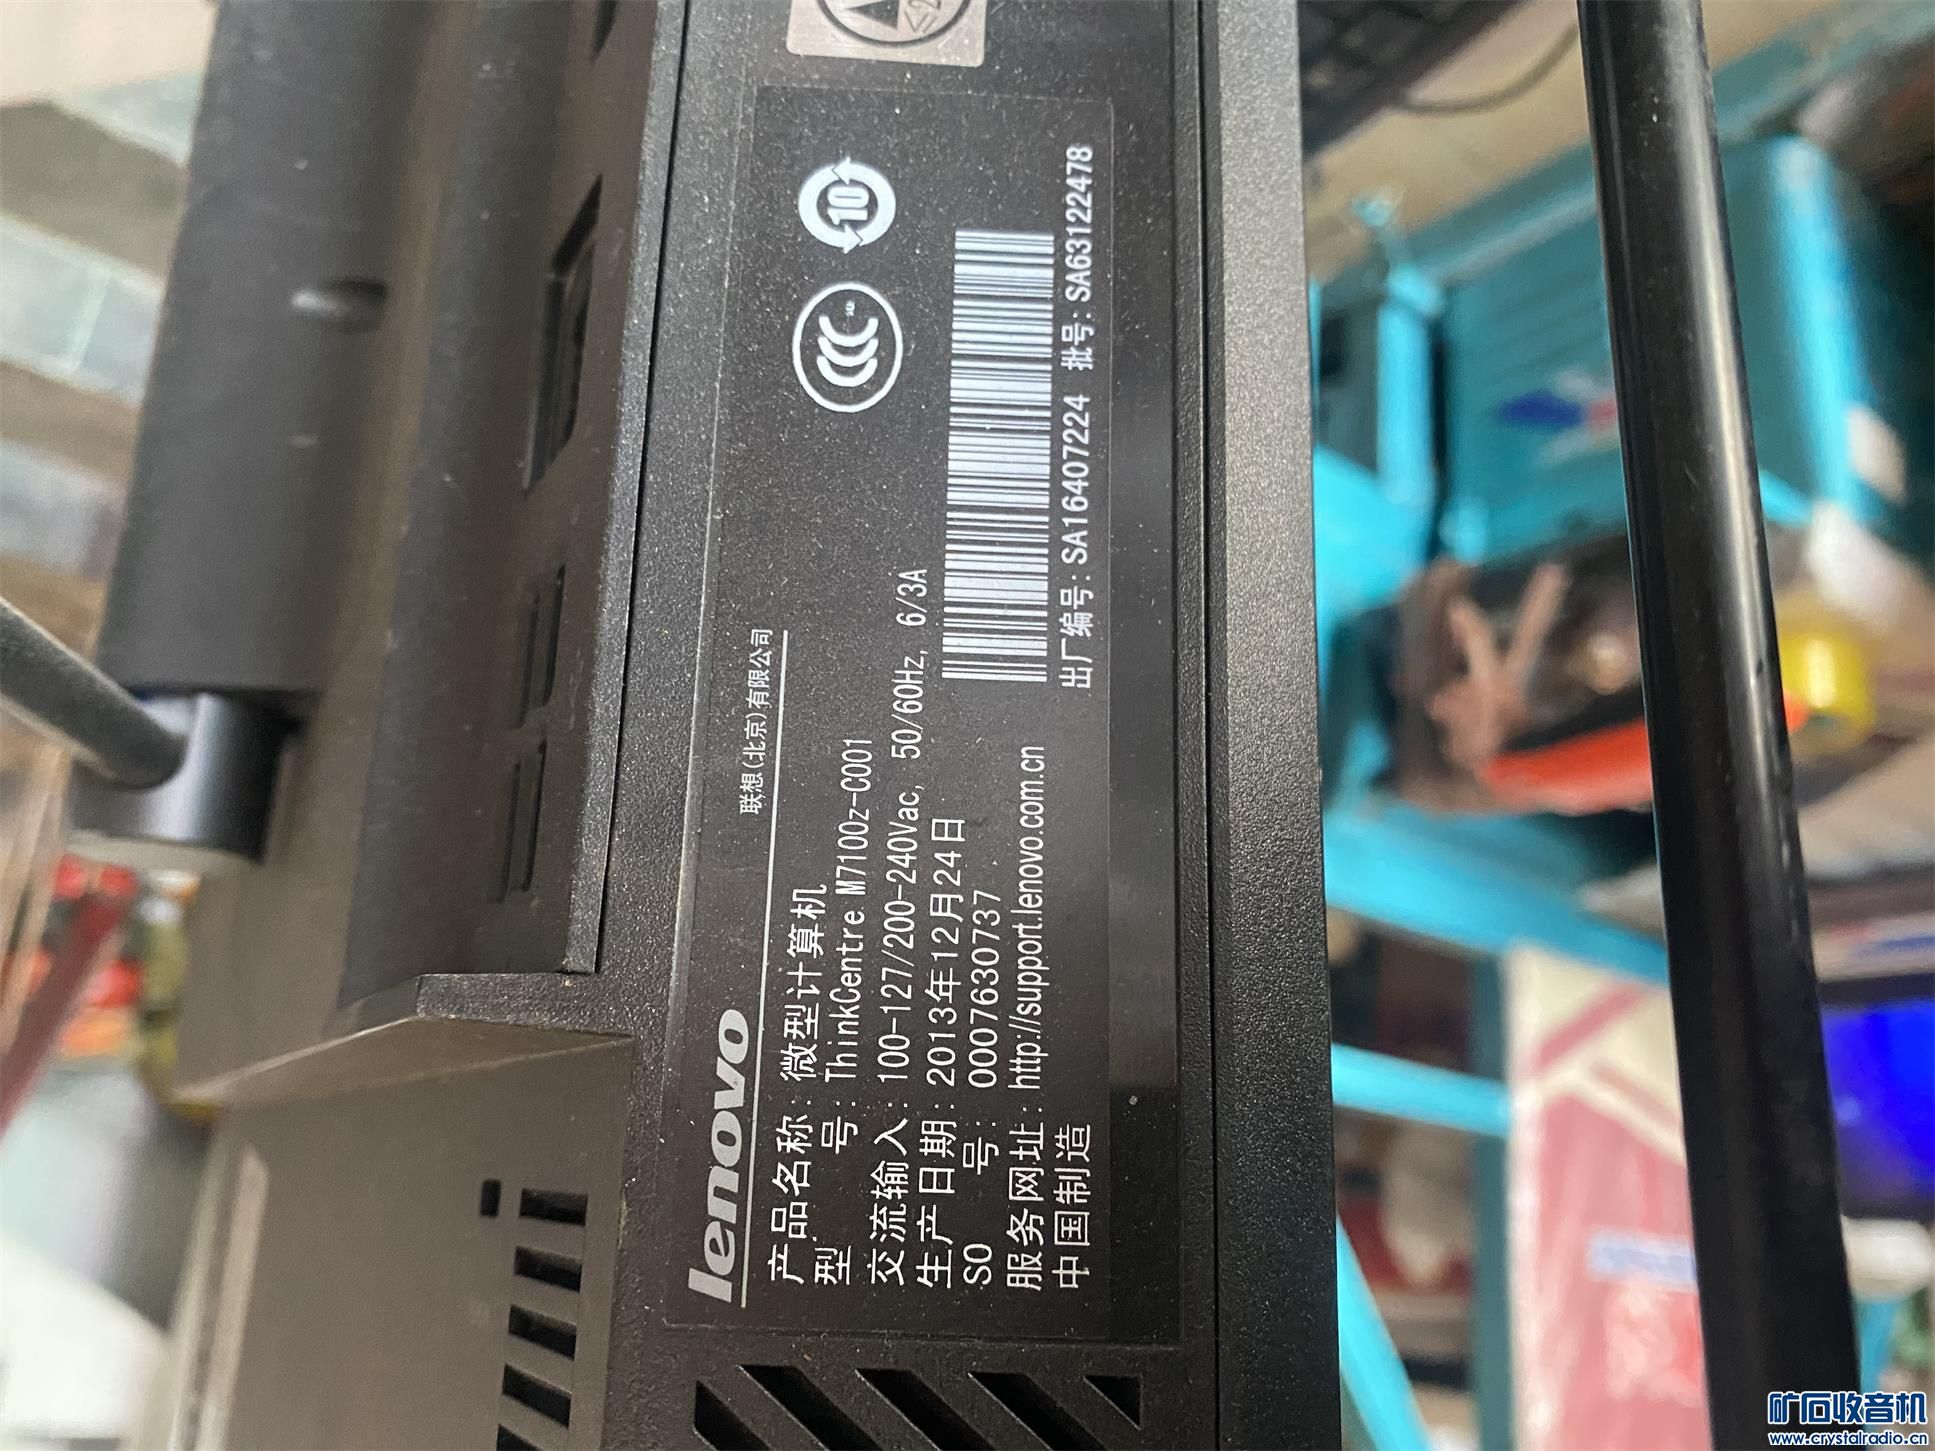 ≤2
lenovo
联想(北京)有限公司
产品名称:微型计算机
型 号:ThinkCentre M7100z-C001
交流输入:100-127/200-240Vac, 50/60Hz, 6/3A
生产日期:2013年12月24日
SO 号:00076307​37
服务网址:http://support.lenovo.com.cn
中国制造
10
出厂编号:SA16407224 批号:SA63122478
矿石收音机
www.crystalradio.cn